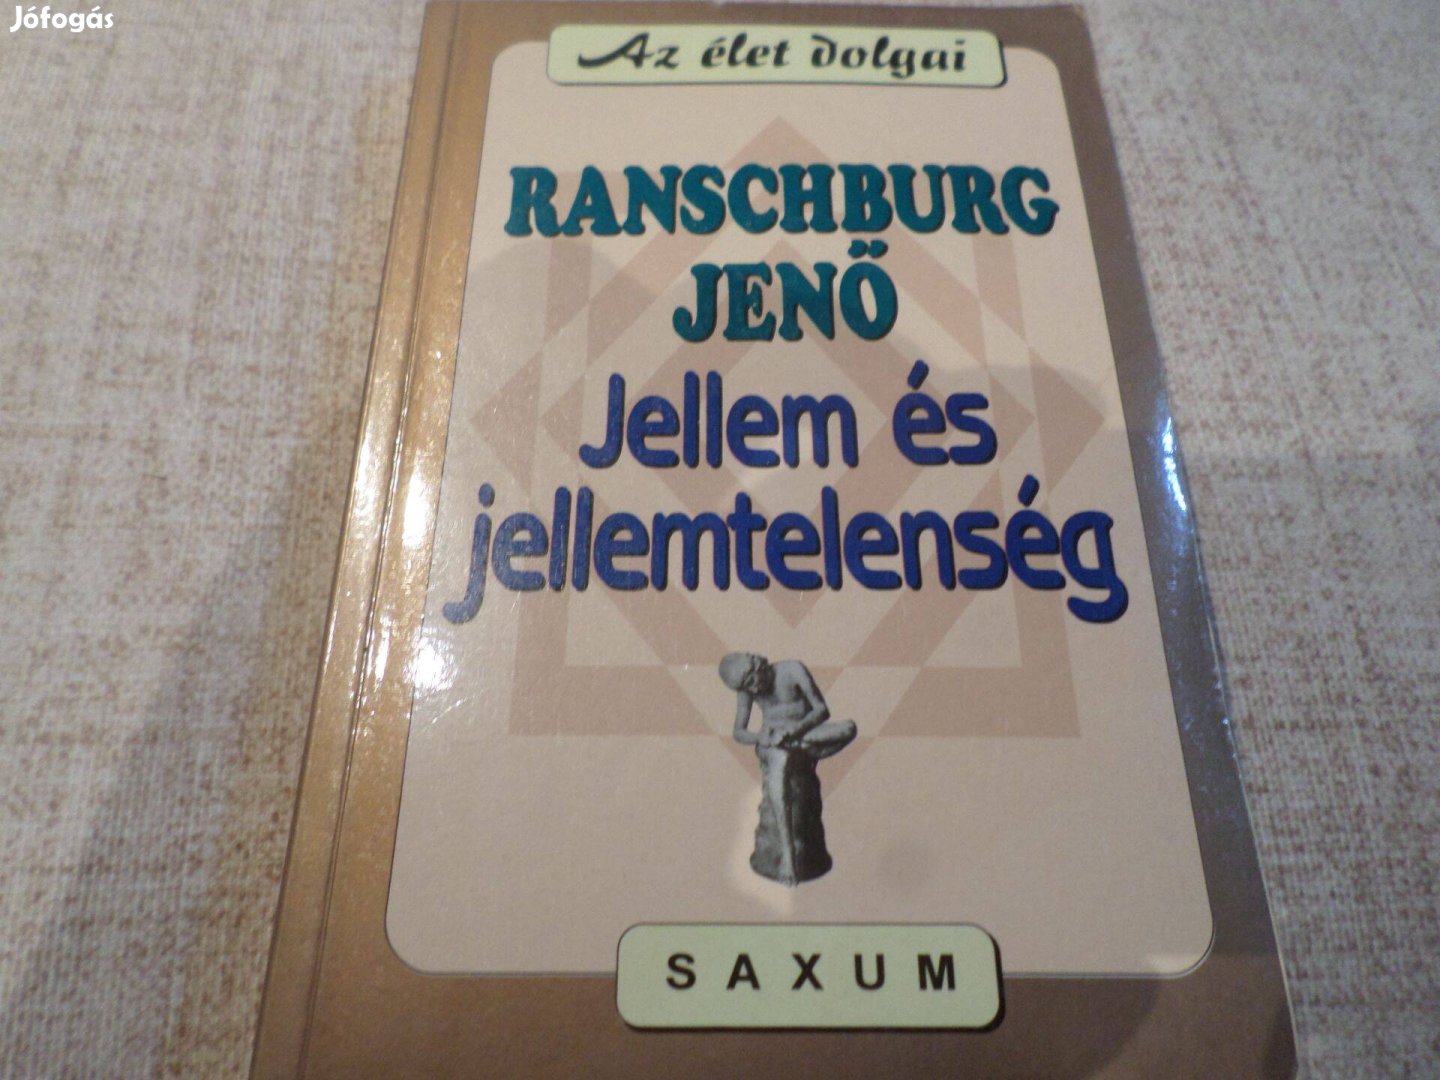 Jófogás
Az élet dolgai
RANSCHBURG
JENŐ
Jellem és
jellemtelenség
SAXUM